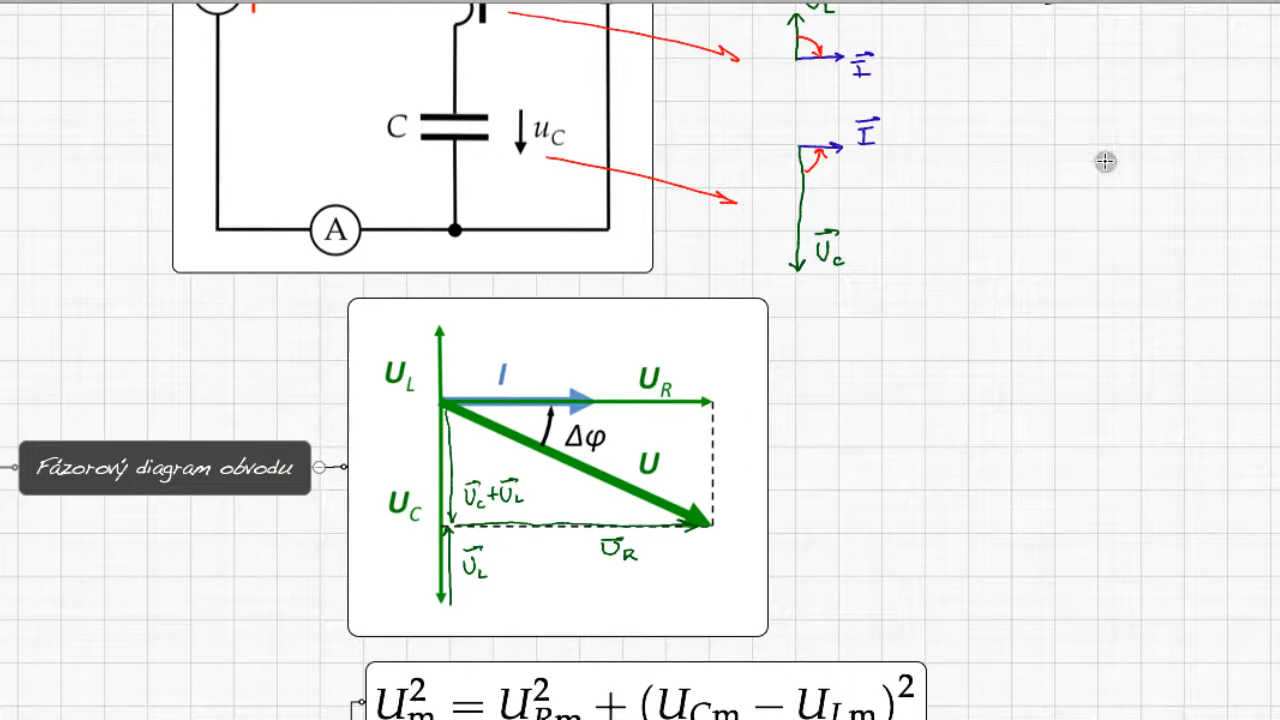 I
I
C
u_C
A
U_C
U_L
I
U_R
Δφ
U
Fázorový diagram obvodu
U_C
U_C+U_L
U_R
U_L
U_m^2 = U_Rm^2 + (U_Cm − U_Lm)^2